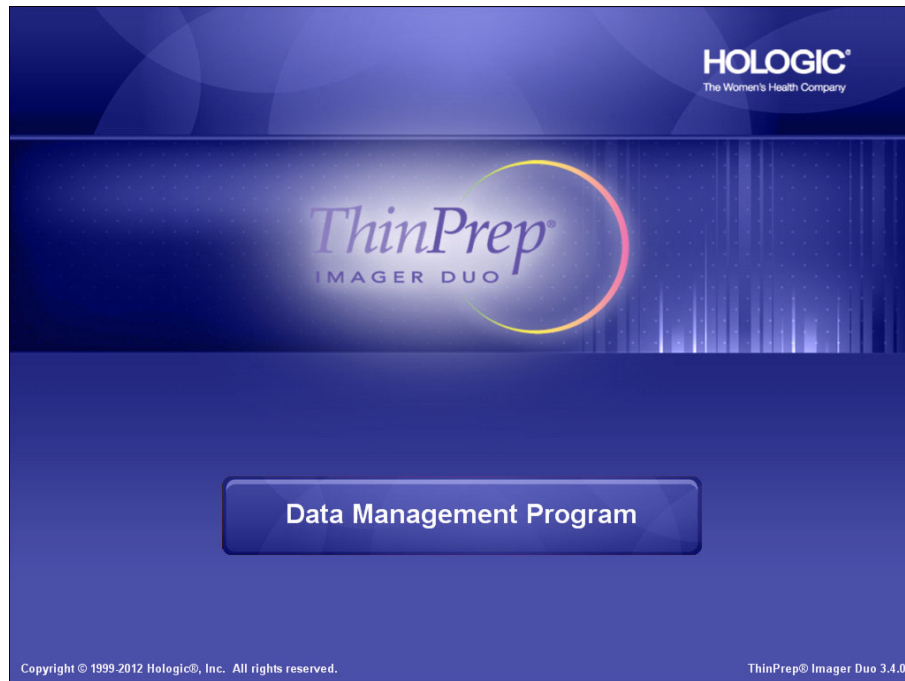 HOLOGIC®
The Women's Health Company
ThinPrep®
IMAGER DUO
Data Management Program
Copyright © 1999-2012 Hologic®, Inc. All rights reserved.
ThinPrep® Imager Duo 3.4.0